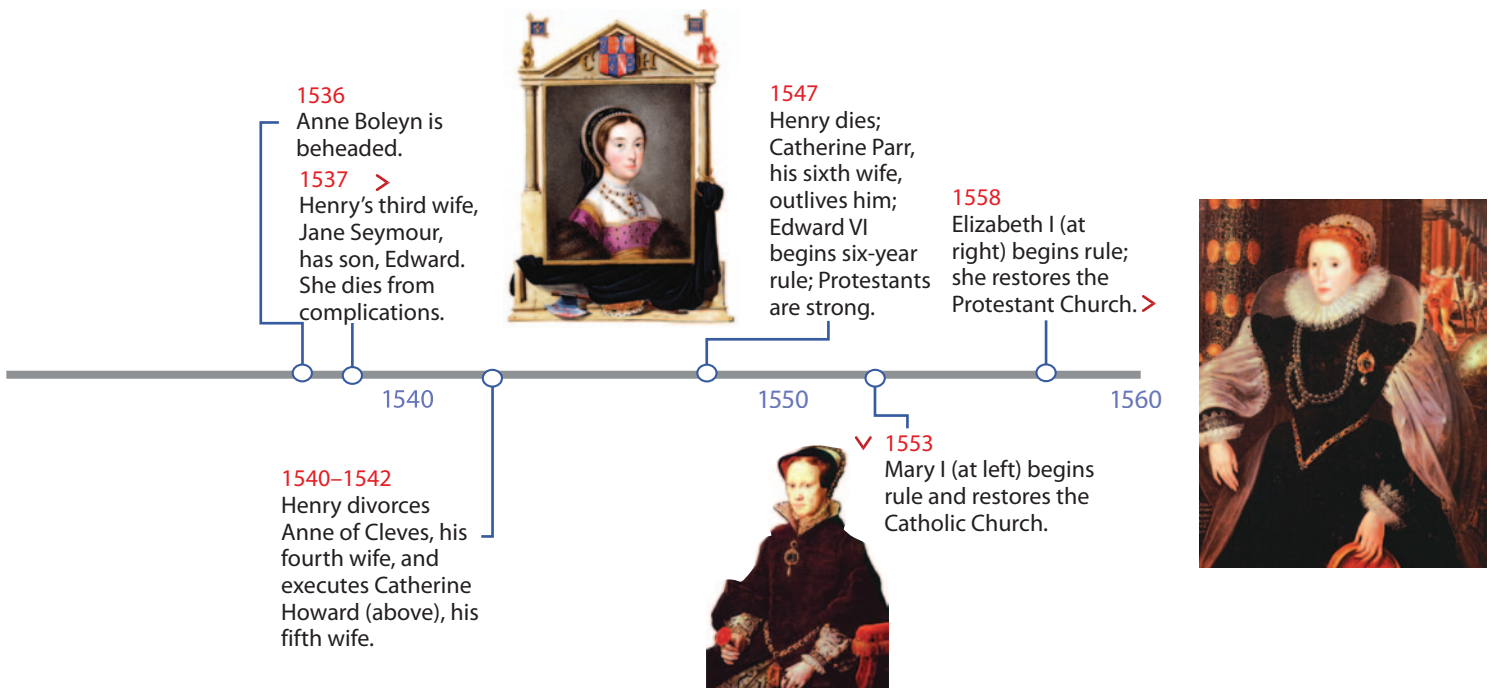 1536
Anne Boleyn is
beheaded.
1537 >
Henry's third wife,
Jane Seymour,
has son, Edward.
She dies from
complications.
C H
1547
Henry dies;
Catherine Parr,
his sixth wife,
outlives him;
Edward VI
begins six-year
rule; Protestants
are strong.
1558
Elizabeth I (at
right) begins rule;
she restores the
Protestant Church. >
1540
1550
1560
1540–1542
Henry divorces
Anne of Cleves, his
fourth wife, and
executes Catherine
Howard (above), his
fifth wife.
1553
Mary I (at left) begins
rule and restores the
Catholic Church.